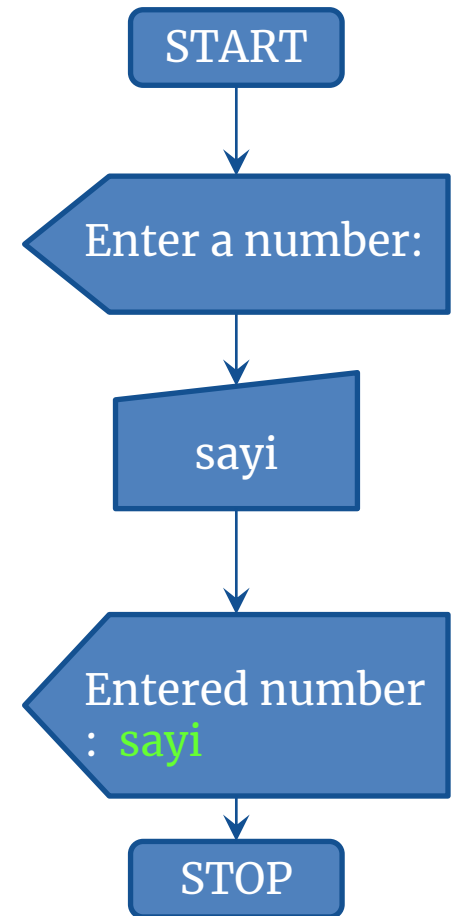 START
Enter a number:
sayi
Entered number
: sayi
STOP